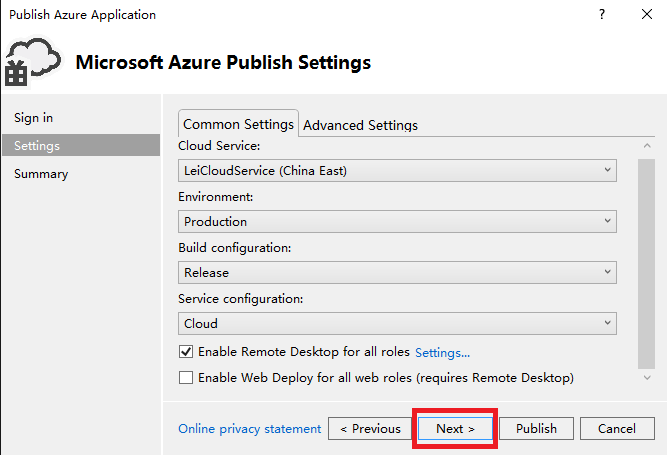 Publish Azure Application
?
Microsoft Azure Publish Settings
Sign in
Settings
Summary
Common Settings
Advanced Settings
Cloud Service:
LeiCloudService (China East)
Environment:
Production
Build configuration:
Release
Service configuration:
Cloud
Enable Remote Desktop for all roles Settings...
Enable Web Deploy for all web roles (requires Remote Desktop)
Online privacy statement
< Previous
Next >
Publish
Cancel